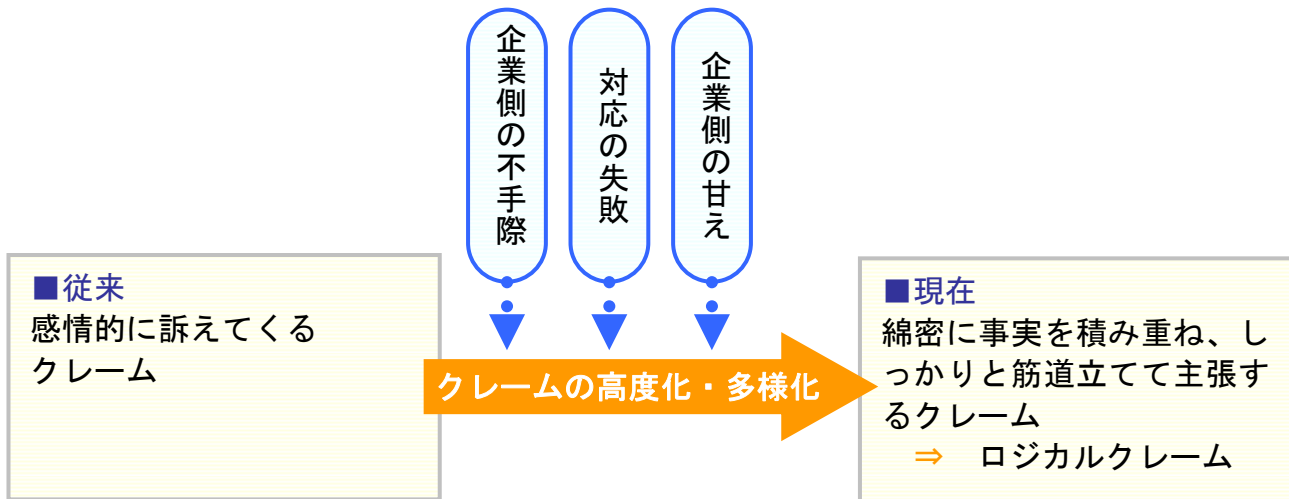 企業側の不手際
対応の失敗
企業側の甘え
■従来
感情的に訴えてくる
クレーム
クレームの高度化・多様化
■現在
綿密に事実を積み重ね、し
っかりと筋道立てて主張す
るクレーム
⇒　ロジカルクレーム